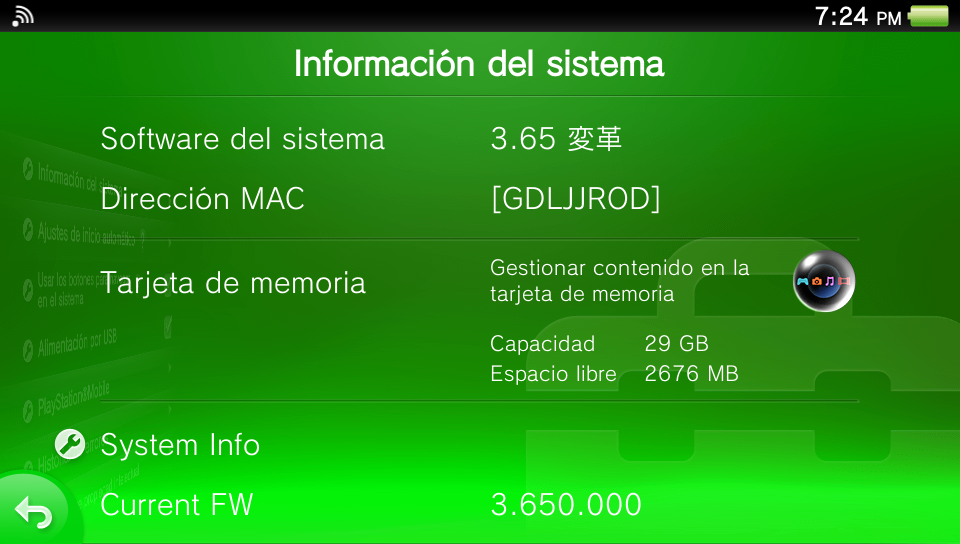 7:24 PM
Información del sistema
Software del sistema 3.65 変革
Dirección MAC [GDLJJROD]
Información del sistema
Ajustes de inicio automático
Tarjeta de memoria Gestionar contenido en la
tarjeta de memoria
Usar los botones
en el sistema
Capacidad 29 GB
Alimentación por USB
Espacio libre 2676 MB
PlayStation®Mobile
System Info
Current FW 3.650.000